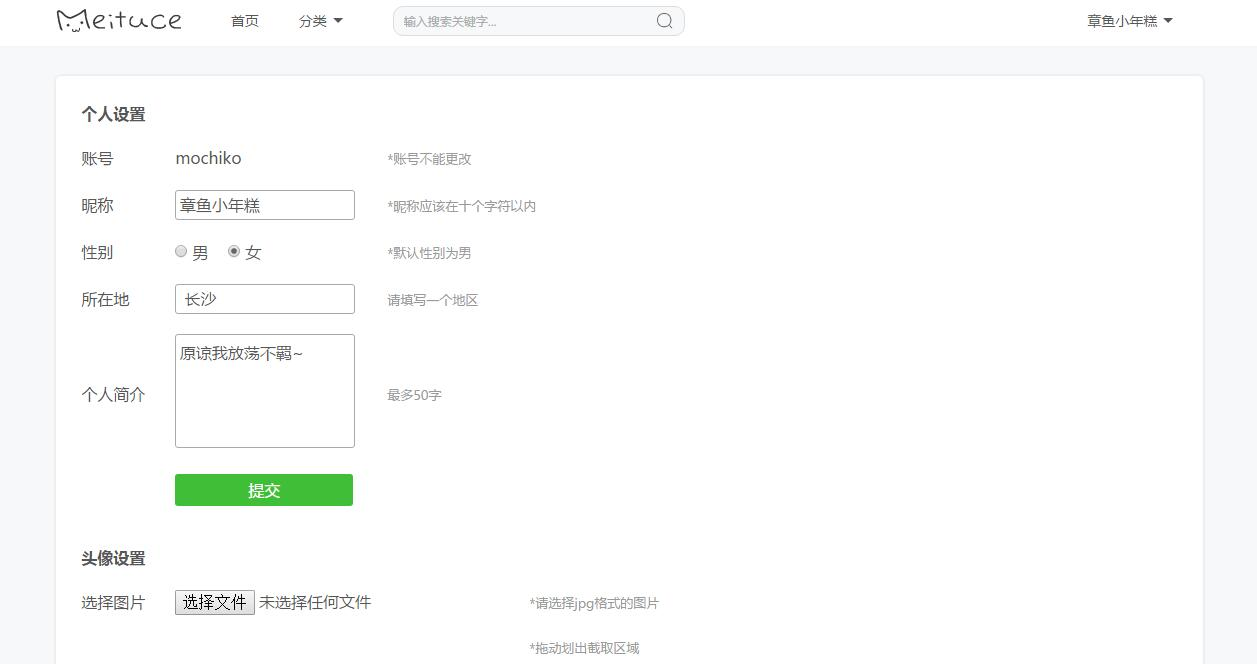 Meituce 首页 分类 输入搜索关键字... 章鱼小年糕
个人设置
账号 mochiko *账号不能更改
昵称 章鱼小年糕 *昵称应该在十个字符以内
性别 男 女 *默认性别为男
所在地 长沙 请填写一个地区
原谅我放荡不羁~
个人简介 最多50字
提交
头像设置
选择图片 选择文件 未选择任何文件 *请选择jpg格式的图片
*拖动划出截取区域